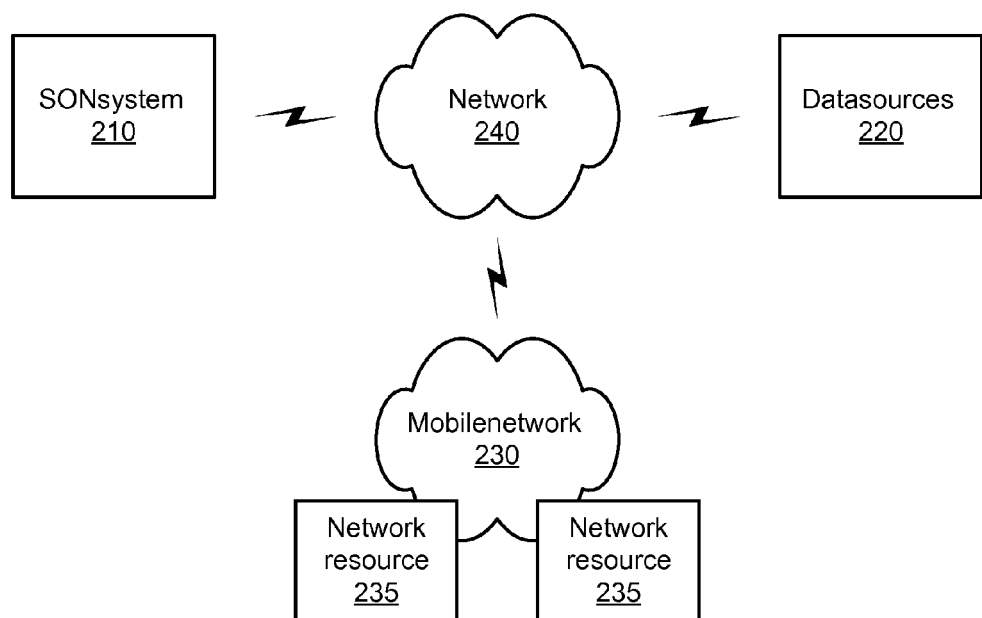 SONsystem
210
Network
240
Datasources
220
Mobilenetwork
230
Network
resource
235
Network
resource
235